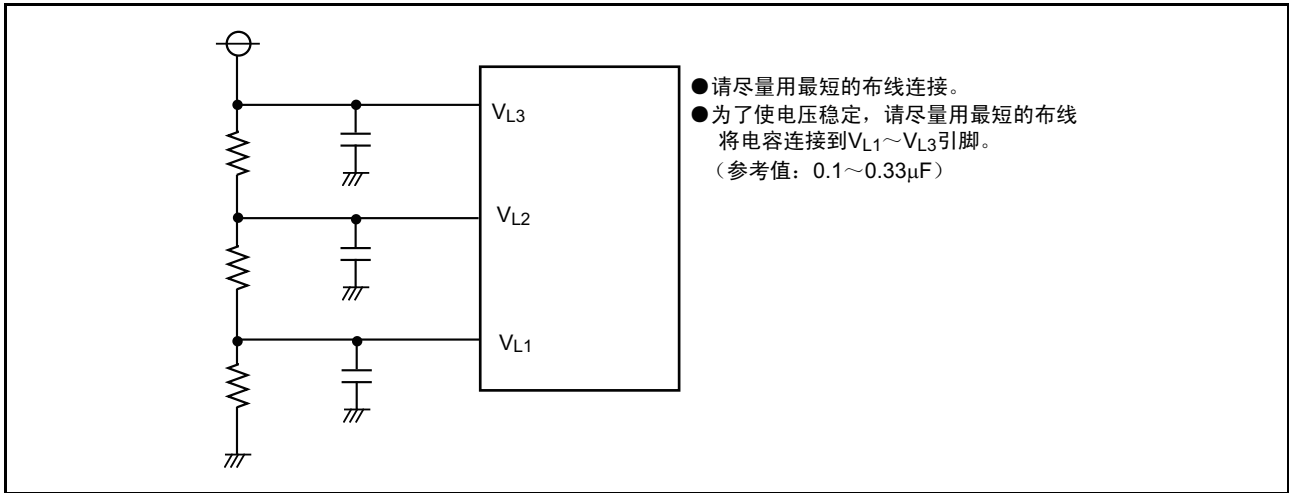 VL3
VL2
VL1
●请尽量用最短的布线连接。
●为了使电压稳定，请尽量用最短的布线
将电容连接到VL1～VL3引脚。
（参考值：0.1～0.33μF）